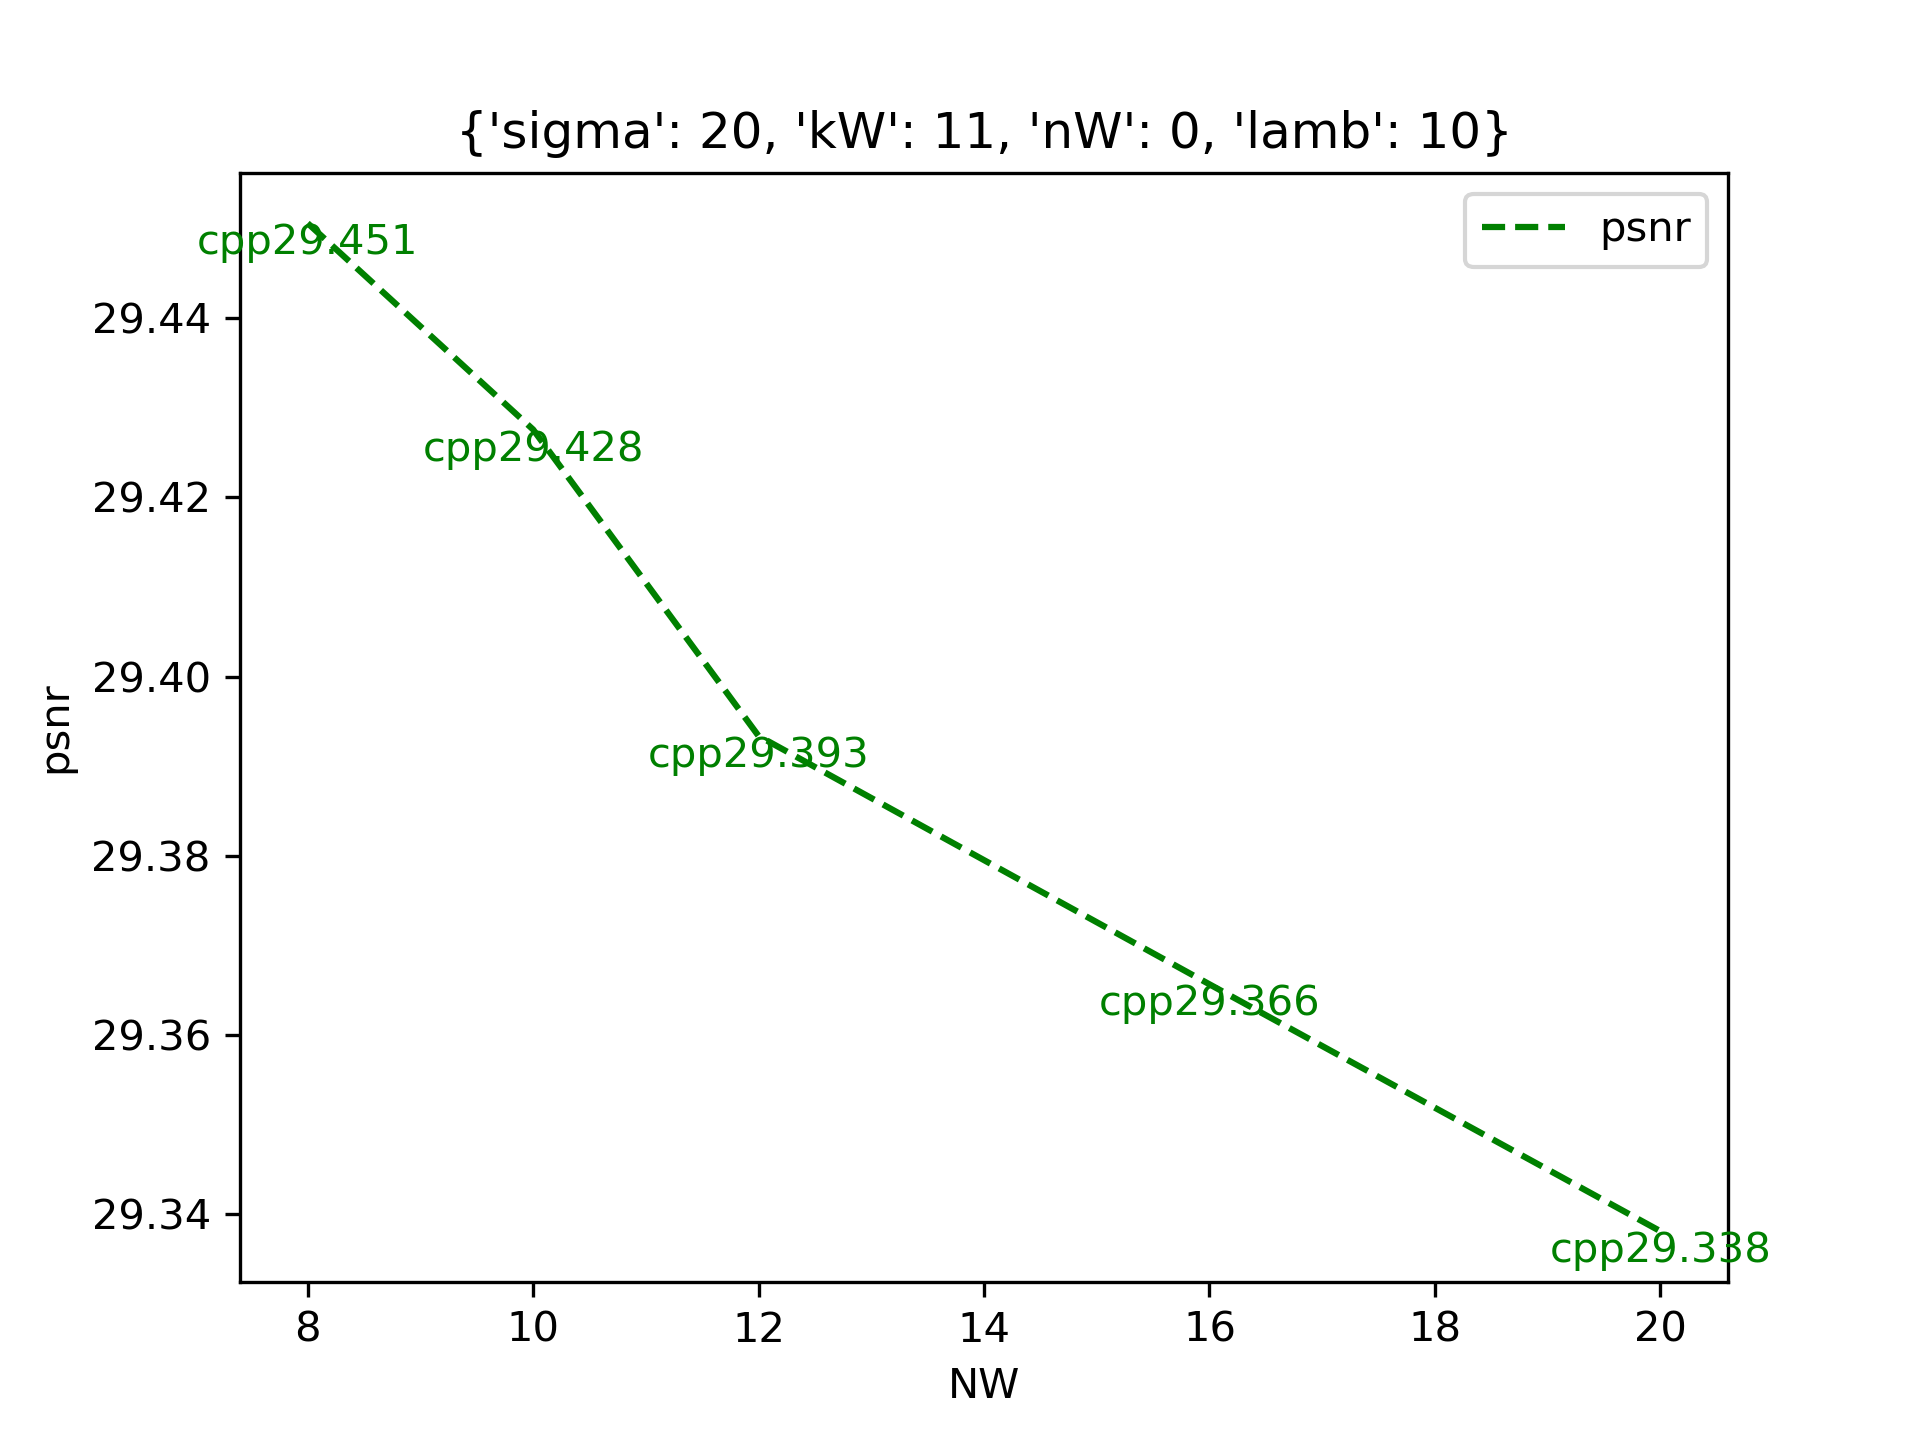 {'sigma': 20, 'kW': 11, 'nW': 0, 'lamb': 10}
psnr
cpp29.451
29.44
cpp29.428
29.42
29.40
psnr
cpp29.393
29.38
cpp29.366
29.36
29.34
cpp29.338
8 10 12 14 16 18 20
NW